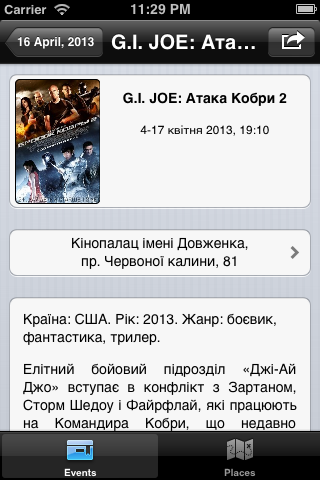 Carrier 11:29 PM
16 April, 2013 G.I. JOE: Ата...
G.I. JOE: Атака Кобри 2
4-17 квітня 2013, 19:10
Кінопалац імені Довженка,
пр. Червоної калини, 81
Країна: США. Рік: 2013. Жанр: боєвик,
фантастика, трилер.
Елітний бойовий підрозділ «Джі-Ай
Джо» вступає в конфлікт з Зартаном,
Сторм Шедоу і Файрфлай, які працюють
на Командира Кобри, що недавно
Events Places